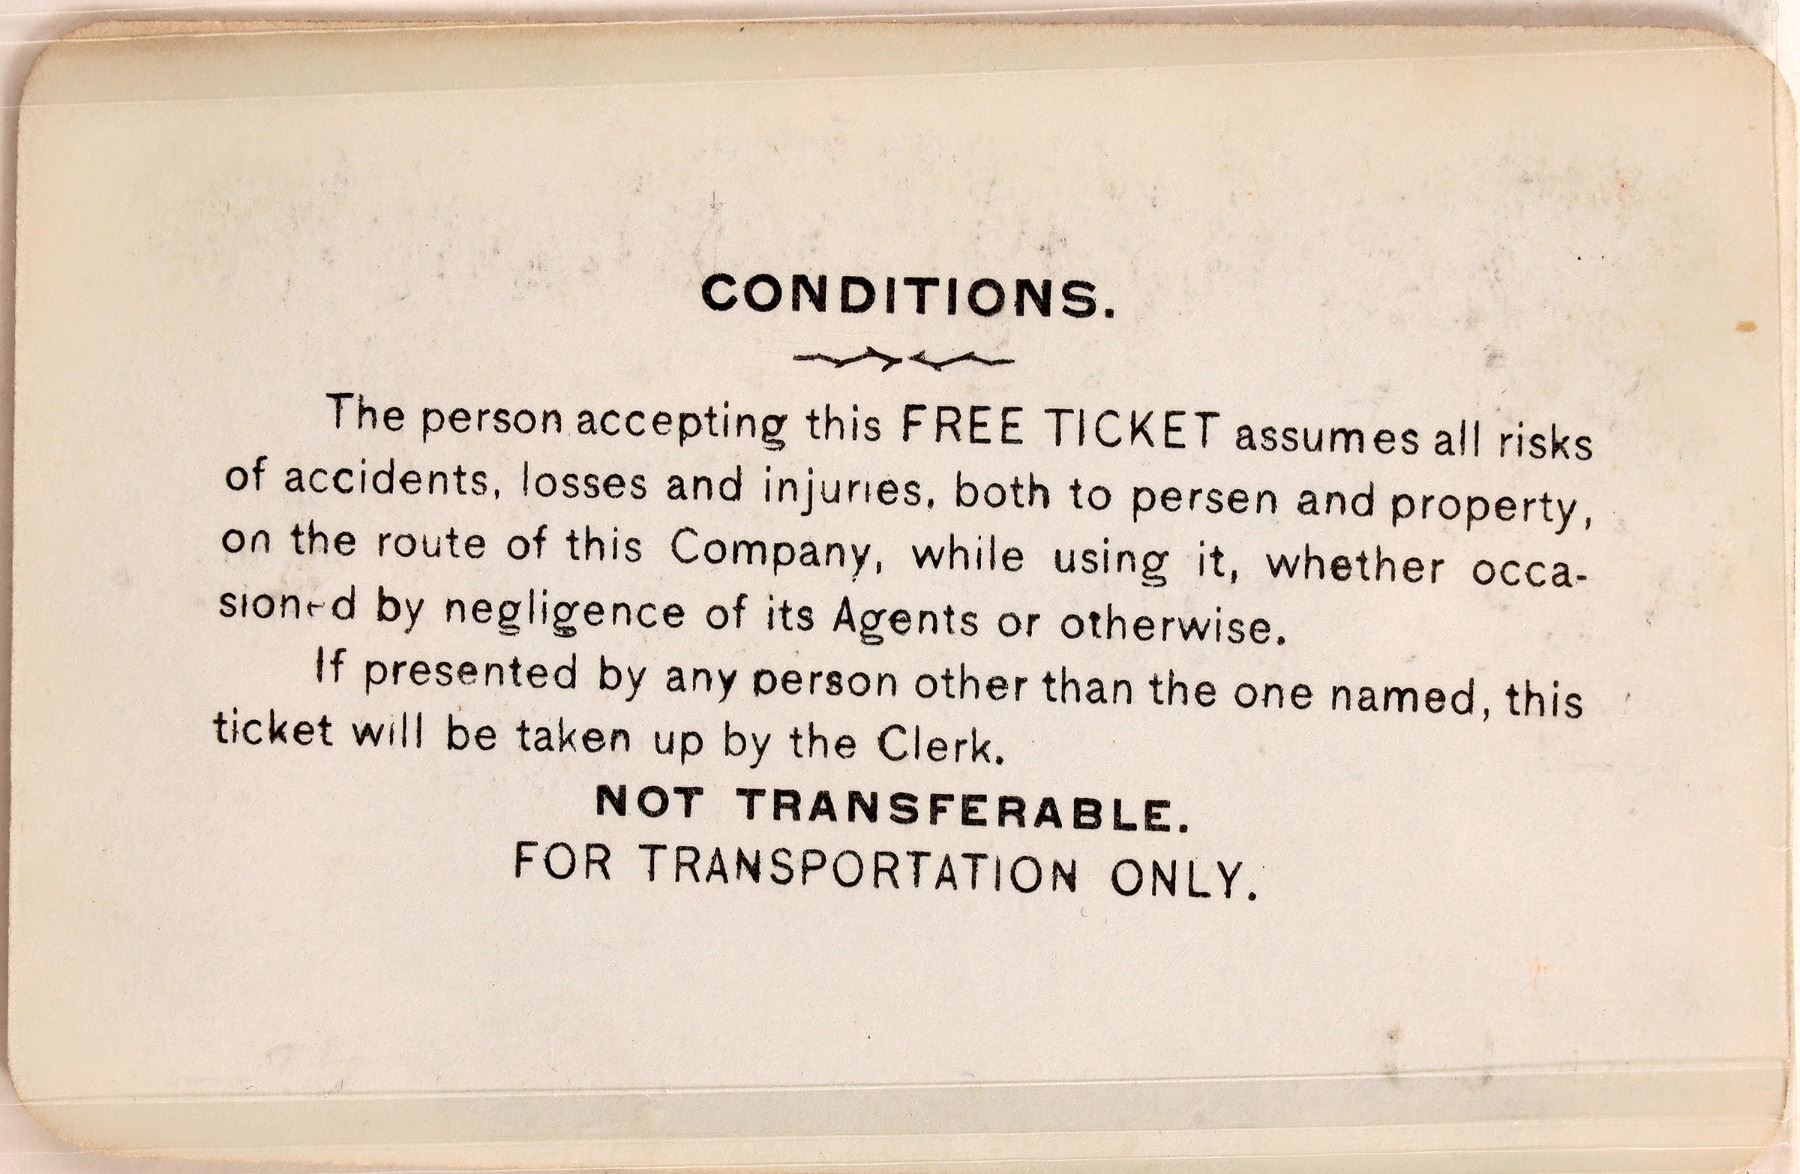 CONDITIONS.
The person accepting this FREE TICKET assumes all risks
of accidents, losses and injuries, both to persen and property,
on the route of this Company, while using it, whether occa-
sioned by negligence of its Agents or otherwise.
If presented by any person other than the one named, this
ticket will be taken up by the Clerk.
NOT TRANSFERABLE.
FOR TRANSPORTATION ONLY.